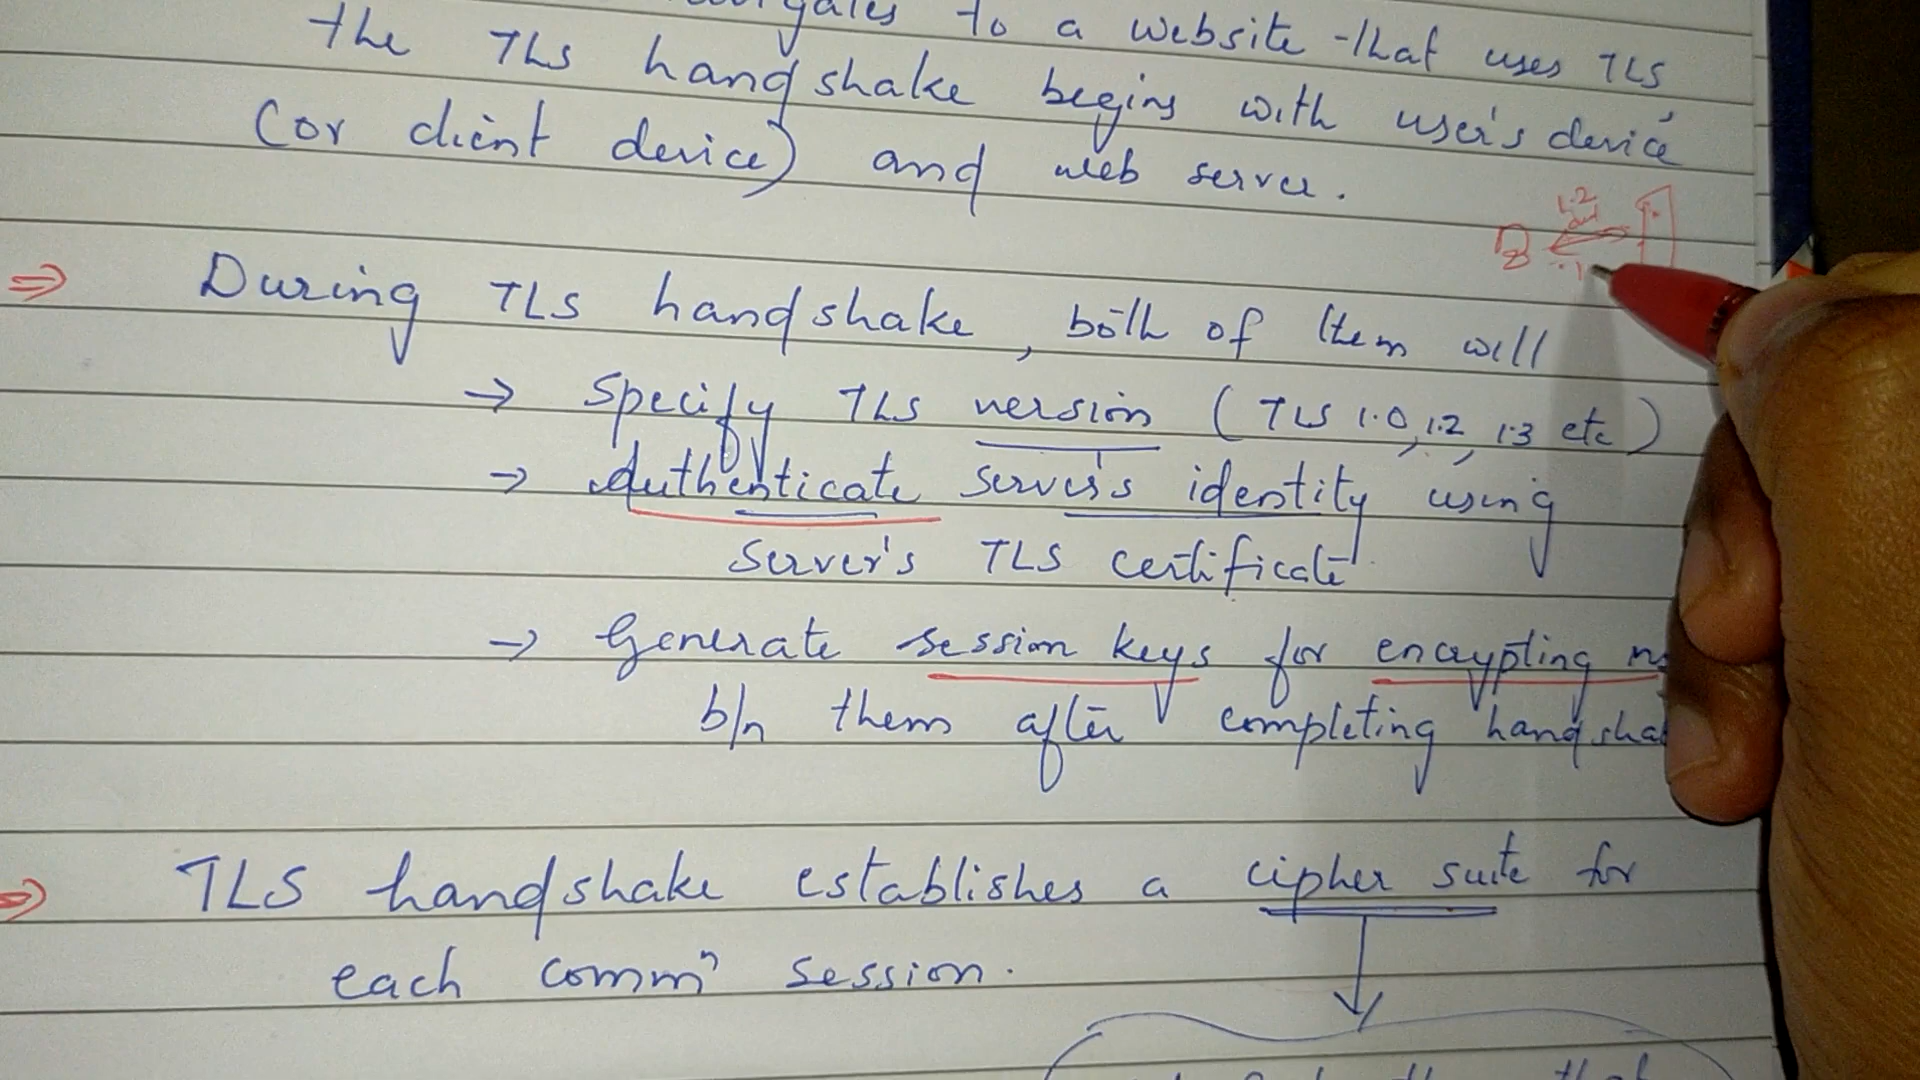 to a website that uses TLS,
the TLS handshake begins with user's device
(or client device) and web server.
1.2
⇒ During TLS handshake, both of them will
→ Specify TLS version (TLS 1.0, 1.2, 1.3 etc)
→ Authenticate server's identity using
server's TLS certificate.
→ Generate session keys for encrypting
b/n them after completing handsha
⇒ TLS handshake establishes a cipher suite for
each commⁿ session.